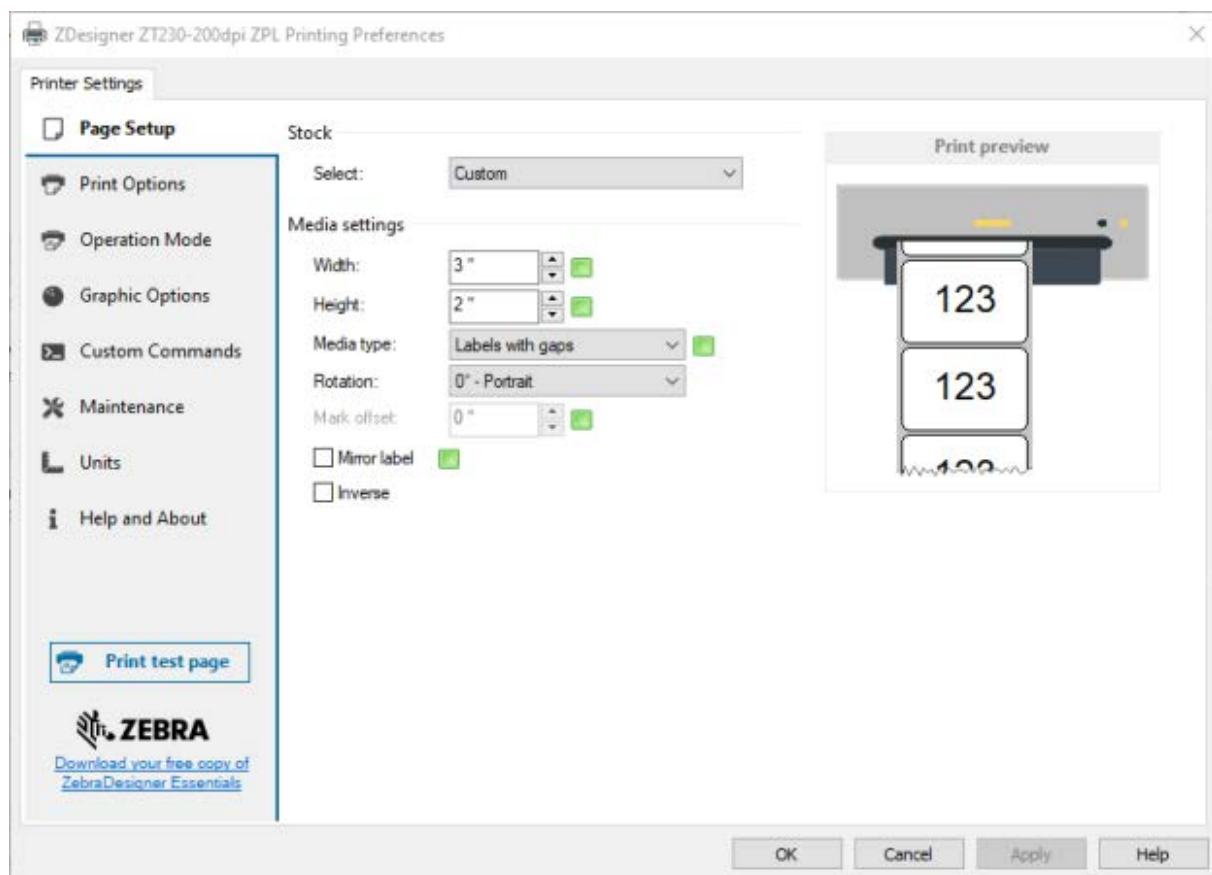 ZDesigner ZT230-200dpi ZPL Printing Preferences
Printer Settings
Page Setup
Print Options
Operation Mode
Graphic Options
Custom Commands
Maintenance
Units
Help and About
Print test page
ZEBRA
Download your free copy of
ZebraDesigner Essentials
Stock
Select: Custom
Media settings
Width: 3 "
Height: 2 "
Media type: Labels with gaps
Rotation: 0° - Portrait
Mark offset: 0 "
Mirror label
Inverse
Print preview
123
123
123
OK Cancel Apply Help